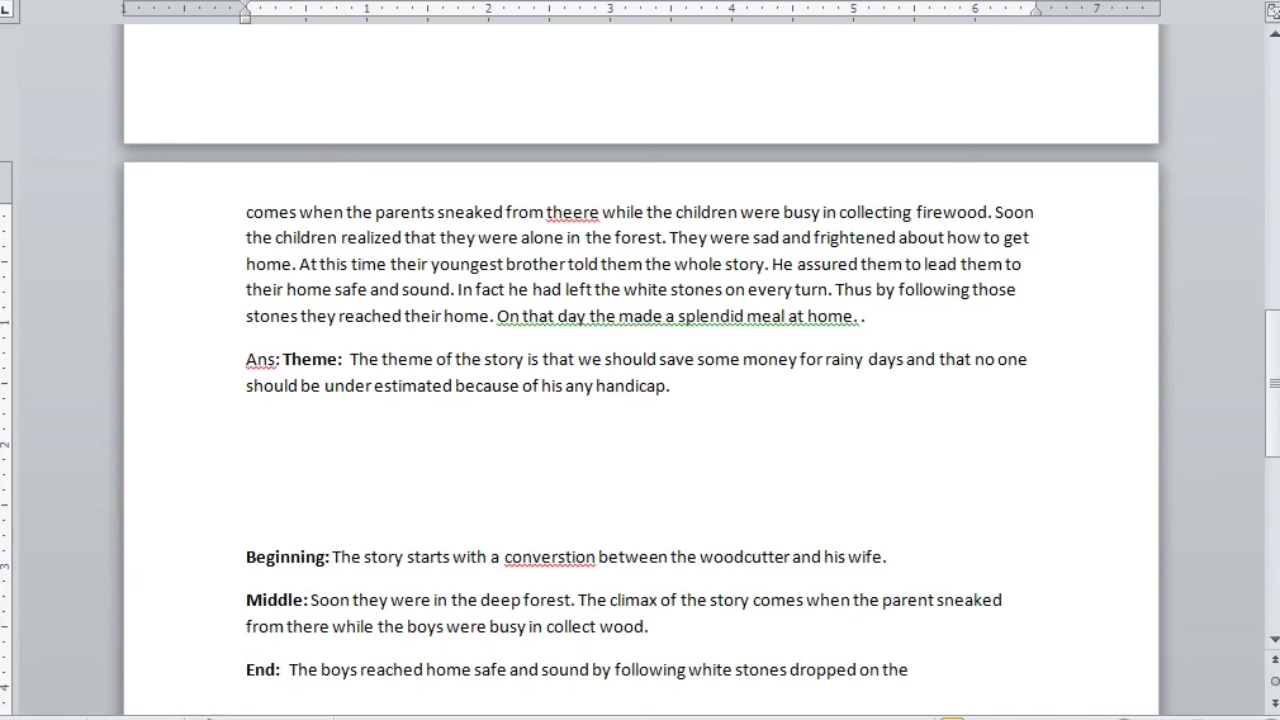 1 1 2 3 4 5 6 7
comes when the parents sneaked from theere while the children were busy in collecting firewood. Soon
the children realized that they were alone in the forest. They were sad and frightened about how to get
home. At this time their youngest brother told them the whole story. He assured them to lead them to
their home safe and sound. In fact he had left the white stones on every turn. Thus by following those
stones they reached their home. On that day the made a splendid meal at home. .
Ans: Theme: The theme of the story is that we should save some money for rainy days and that no one
should be under estimated because of his any handicap.
Beginning: The story starts with a converstion between the woodcutter and his wife.
Middle: Soon they were in the deep forest. The climax of the story comes when the parent sneaked
from there while the boys were busy in collect wood.
End: The boys reached home safe and sound by following white stones dropped on the